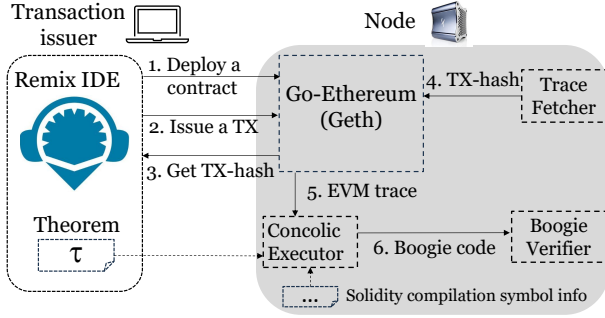 Transaction
issuer
Node
Remix IDE
1. Deploy a
contract
2. Issue a TX
3. Get TX-hash
Go-Ethereum
(Geth)
4. TX-hash
Trace
Fetcher
5. EVM trace
Theorem
τ
Concolic
Executor
6. Boogie code
Boogie
Verifier
...
Solidity compilation symbol info